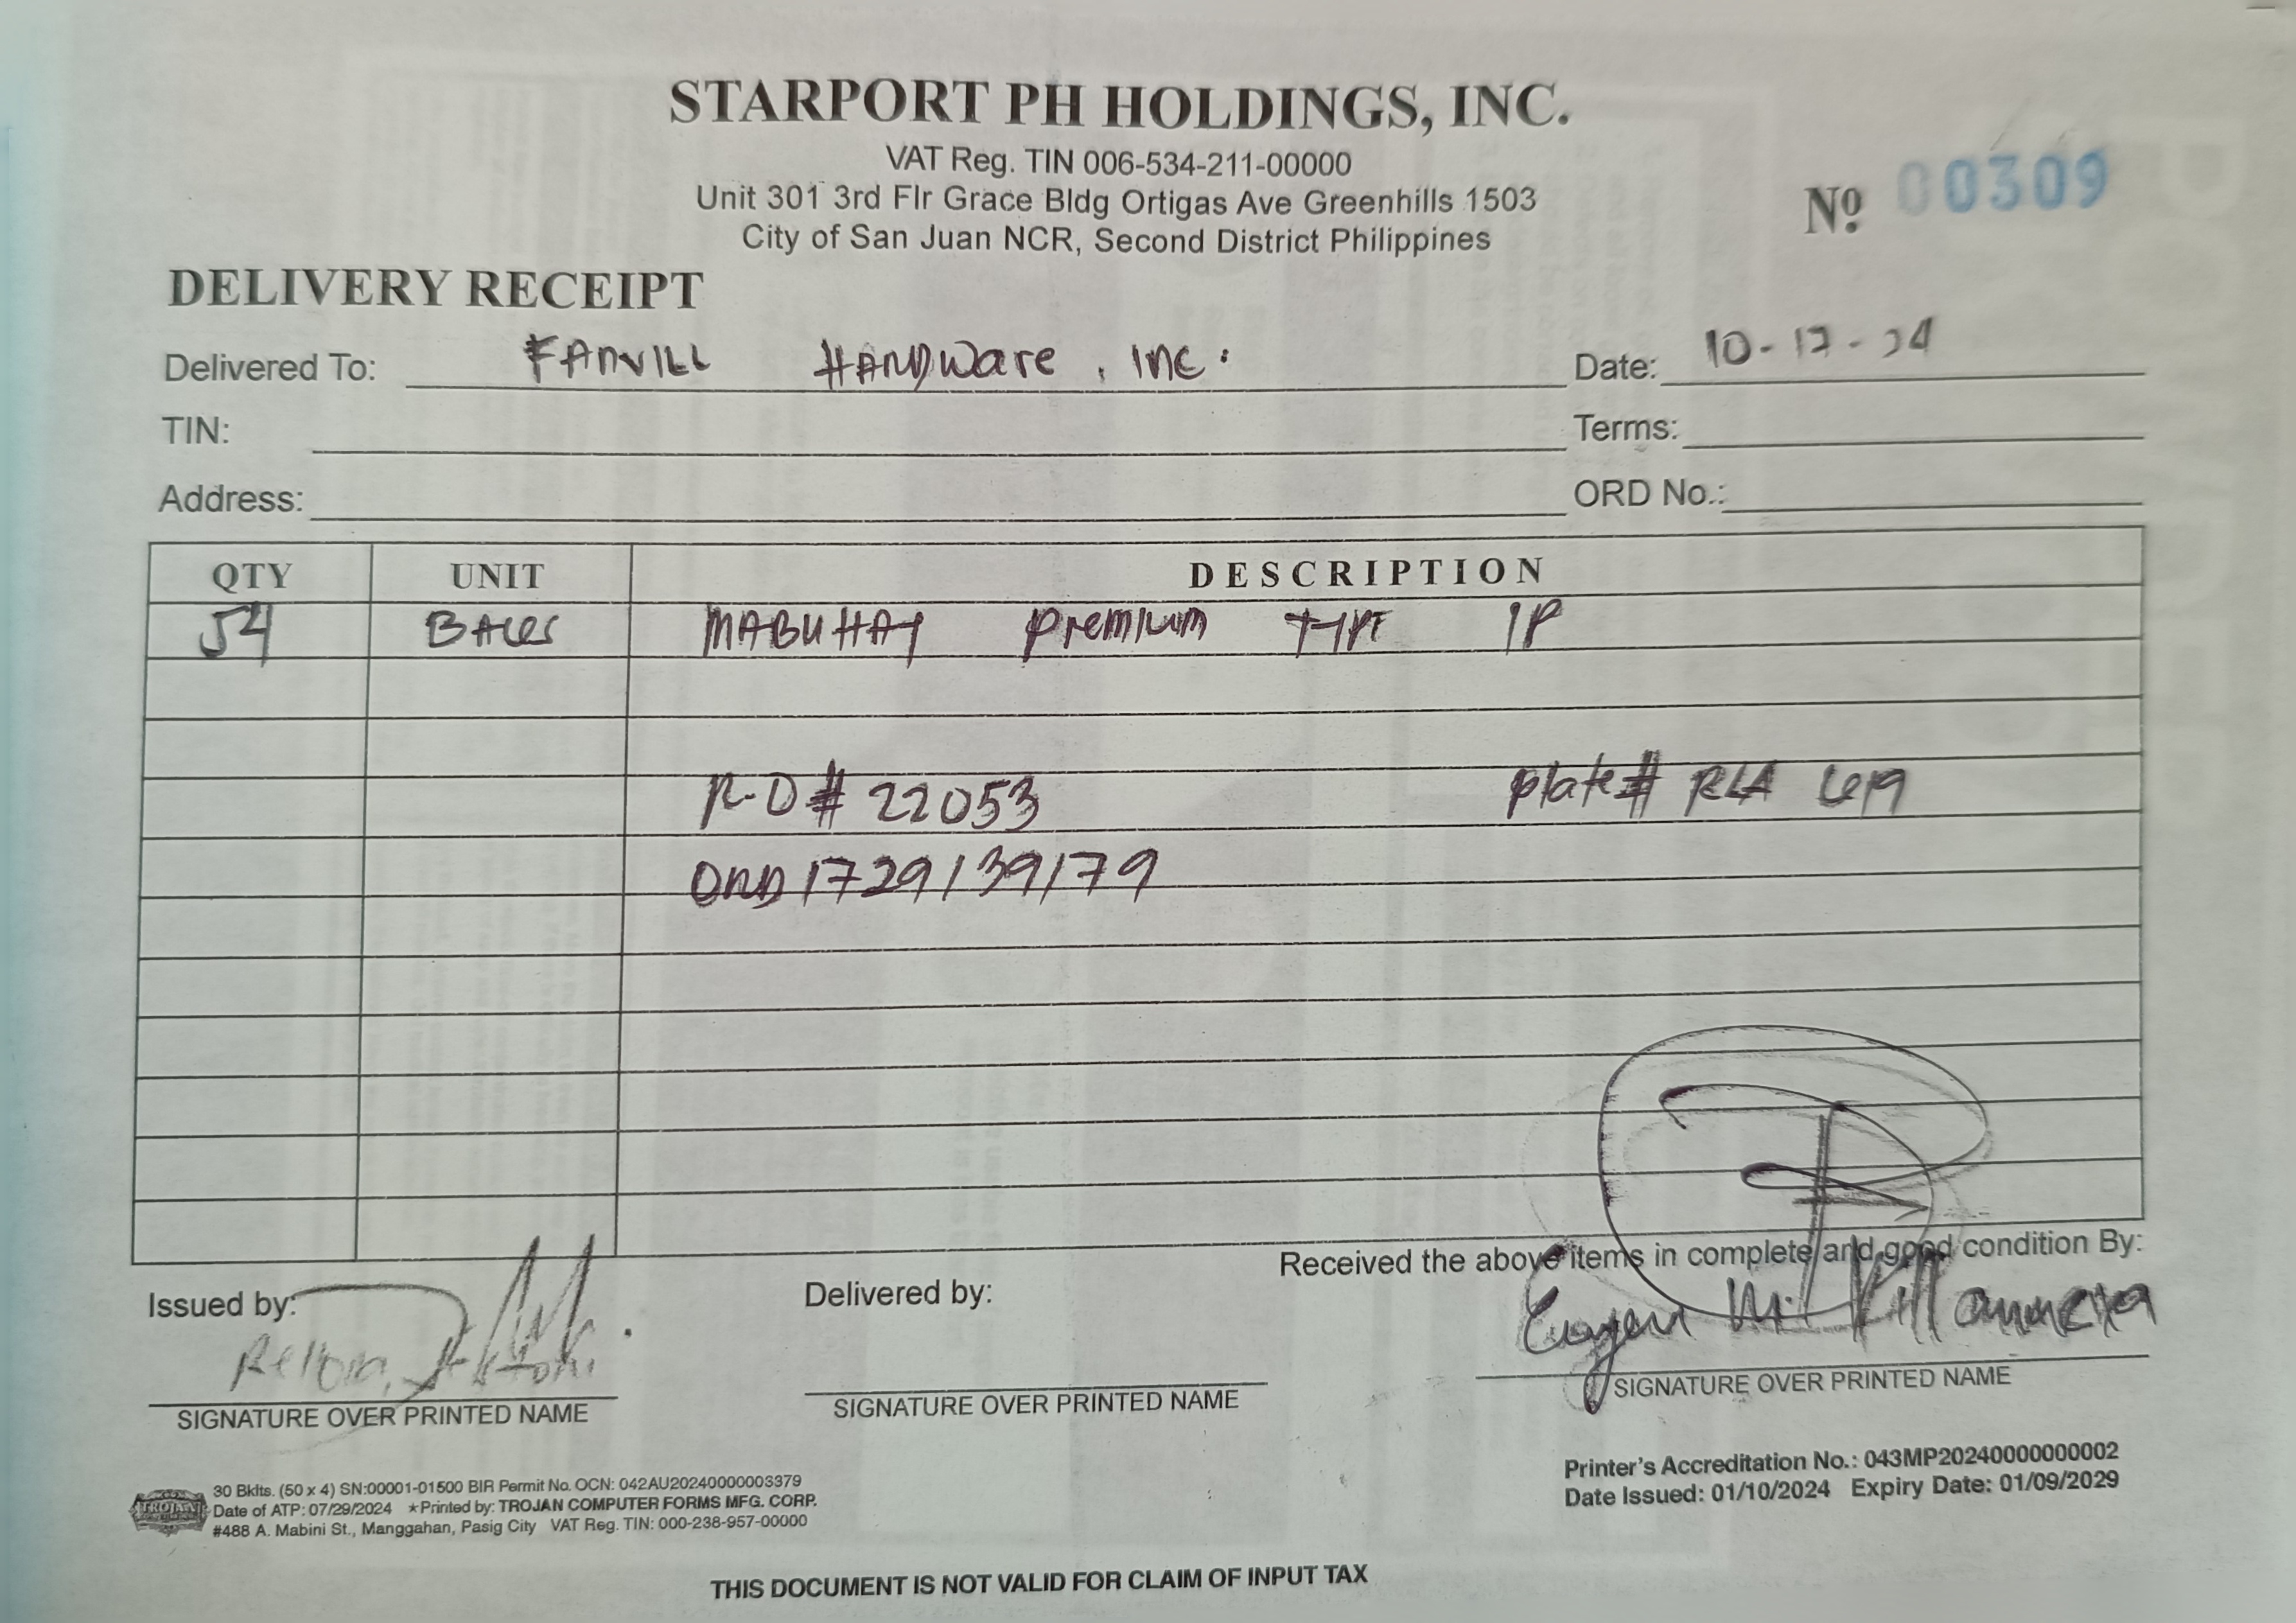 STARPORT PH HOLDINGS, INC.
VAT Reg. TIN 006-534-211-00000
Unit 301 3rd Flr Grace Bldg Ortigas Ave Greenhills 1503
City of San Juan NCR, Second District Philippines
Nº 00309
DELIVERY RECEIPT
Delivered To: FANVILL HANDWare, INC. Date: 10-17-24
TIN: Terms:
Address: ORD No.:
QTY UNIT DESCRIPTION
54 BALES MABUHAY premium TYPE 1P
R-O# 22053 plate# RLA 619
ORD1729139179
Received the above items in complete and good condition By:
Issued by: Delivered by:
SIGNATURE OVER PRINTED NAME SIGNATURE OVER PRINTED NAME SIGNATURE OVER PRINTED NAME
TROJAN
30 Bklts. (50 x 4) SN:00001-01500 BIR Permit No. OCN: 042AU20240000003379
Date of ATP: 07/29/2024 ★Printed by: TROJAN COMPUTER FORMS MFG. CORP.
#488 A. Mabini St., Manggahan, Pasig City VAT Reg. TIN: 000-238-957-00000
Printer's Accreditation No.: 043MP20240000000002
Date Issued: 01/10/2024 Expiry Date: 01/09/2029
THIS DOCUMENT IS NOT VALID FOR CLAIM OF INPUT TAX